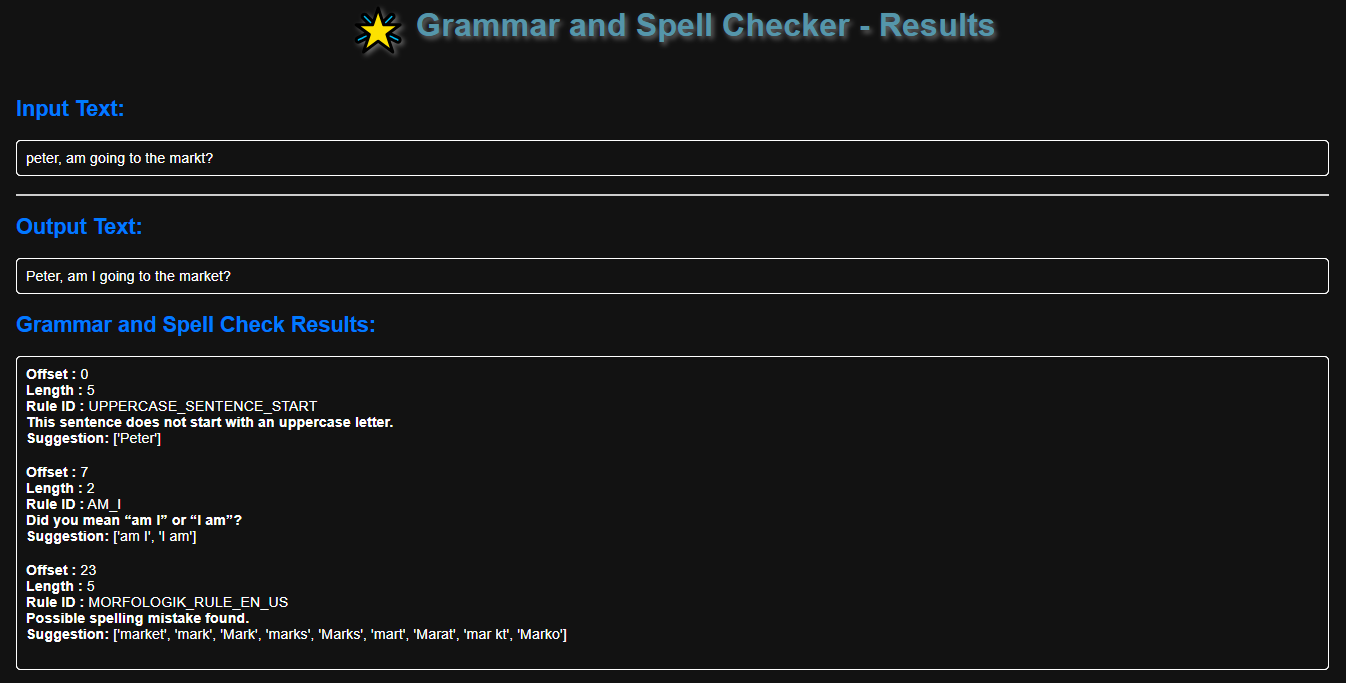 Grammar and Spell Checker - Results
Input Text:
peter, am going to the markt?
Output Text:
Peter, am I going to the market?
Grammar and Spell Check Results:
Offset : 0
Length : 5
Rule ID : UPPERCASE_SENTENCE_START
This sentence does not start with an uppercase letter.
Suggestion: ['Peter']
Offset : 7
Length : 2
Rule ID : AM_I
Did you mean “am I” or “I am”?
Suggestion: ['am I', 'I am']
Offset : 23
Length : 5
Rule ID : MORFOLOGIK_RULE_EN_US
Possible spelling mistake found.
Suggestion: ['market', 'mark', 'Mark', 'marks', 'Marks', 'mart', 'Marat', 'mar kt', 'Marko']